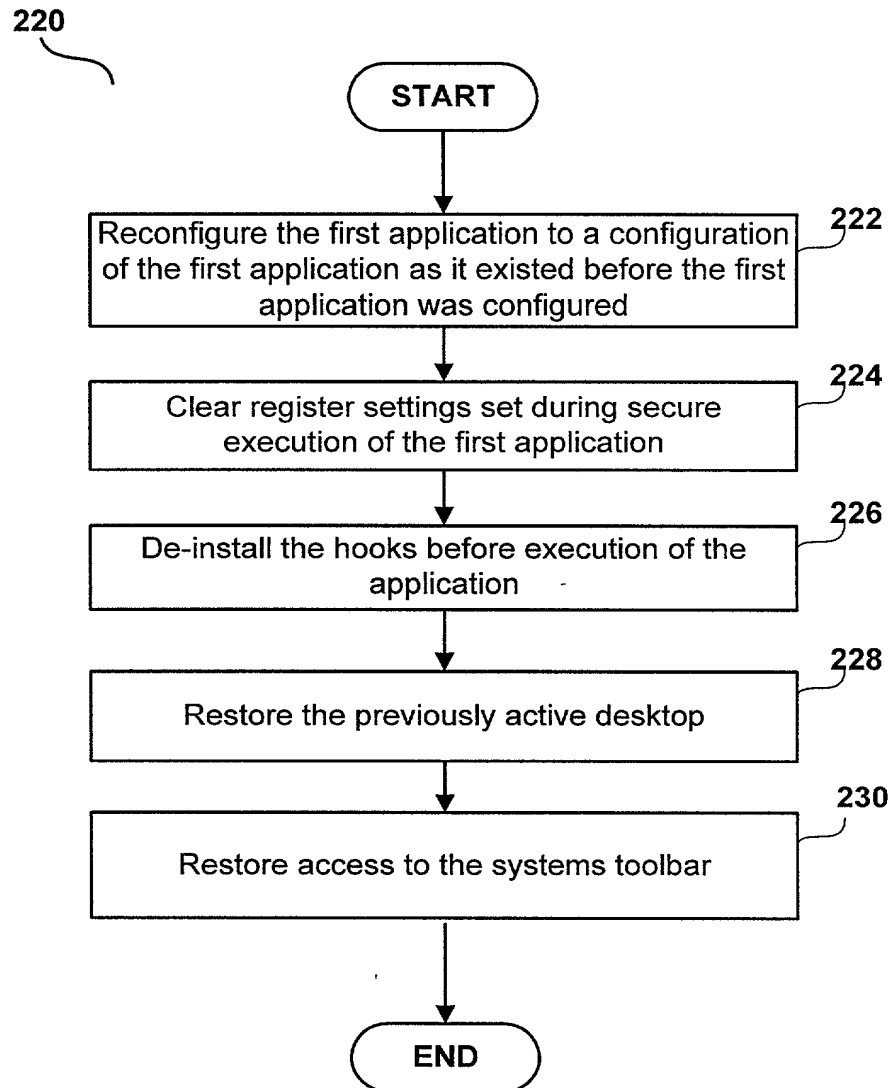 220
START
222
Reconfigure the first application to a configuration
of the first application as it existed before the first
application was configured
224
Clear register settings set during secure
execution of the first application
226
De-install the hooks before execution of the
application
228
Restore the previously active desktop
230
Restore access to the systems toolbar
END